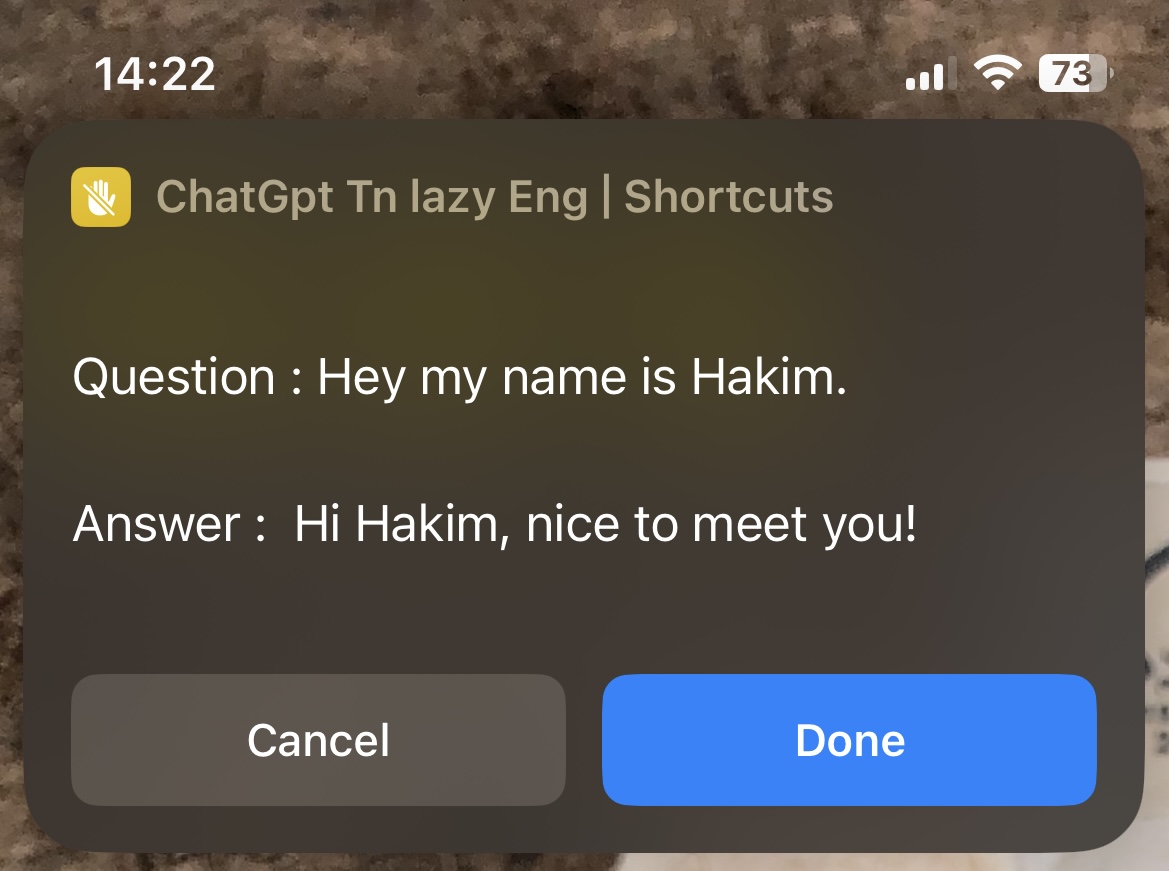 14:22
73
ChatGpt Tn lazy Eng | Shortcuts
Question : Hey my name is Hakim.
Answer :  Hi Hakim, nice to meet you!
Cancel
Done